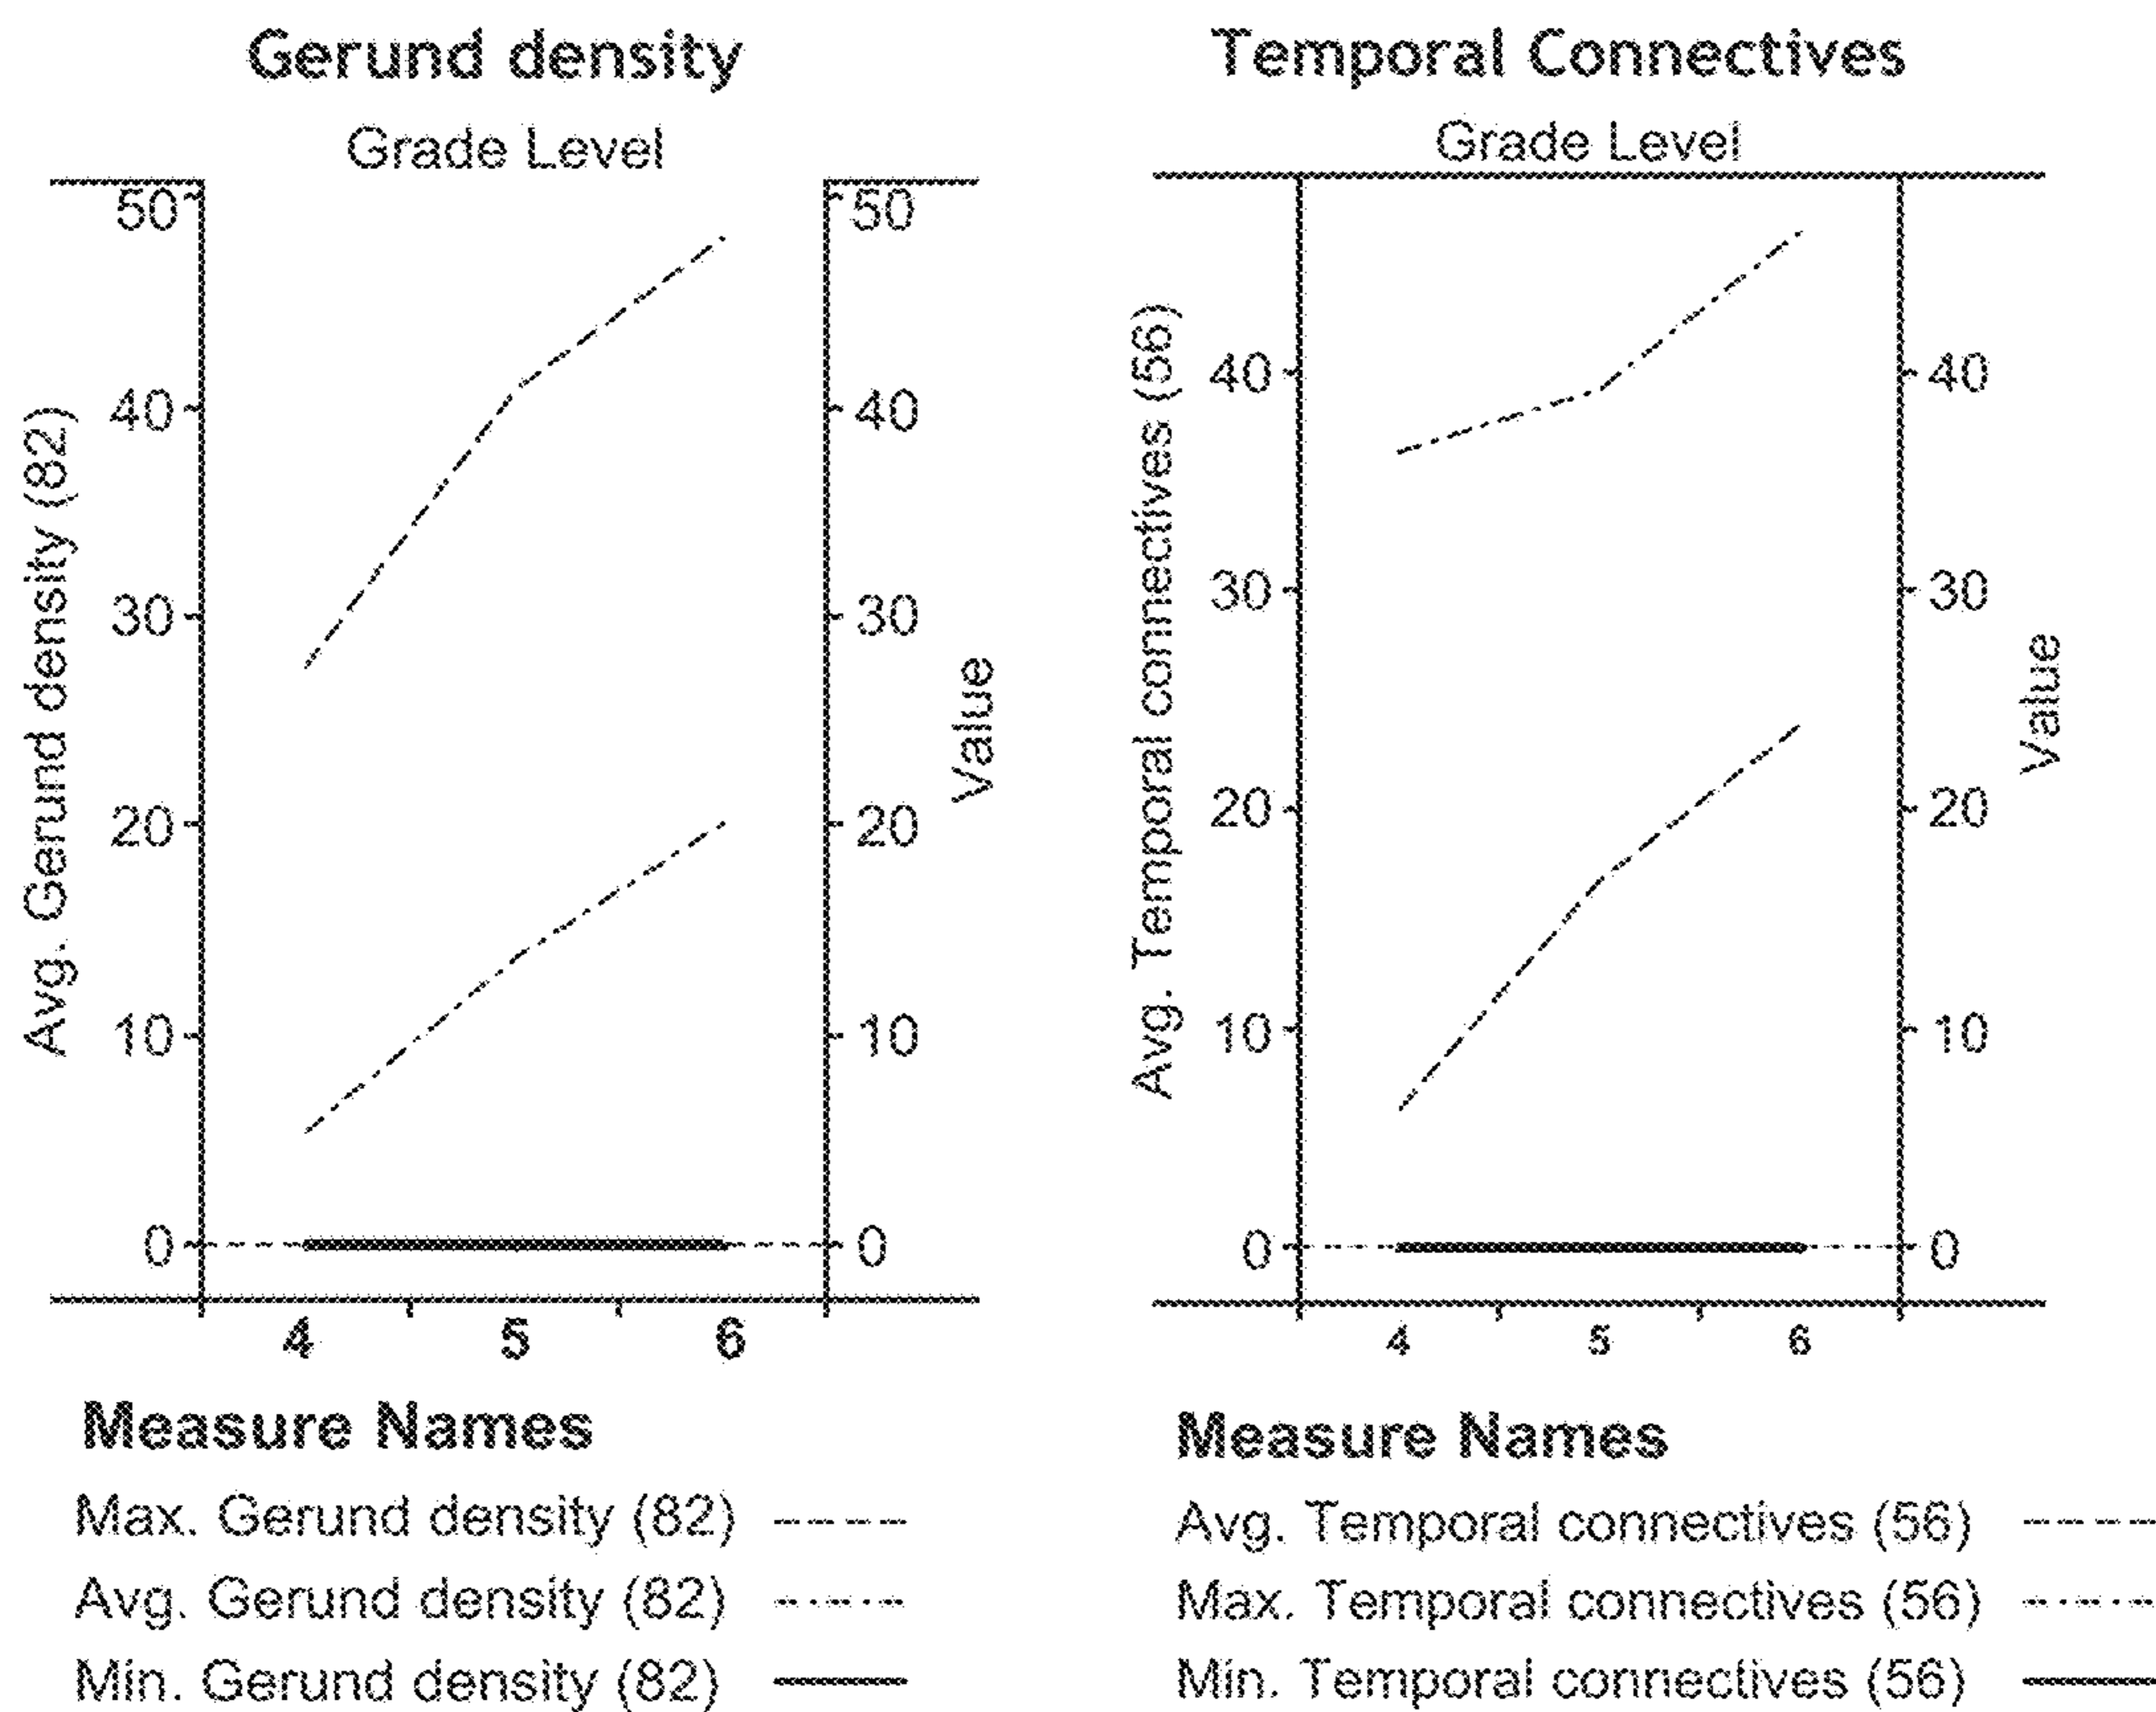 Gerund density
Grade Level
50
40
30
20
10
0
Avg. Gerund density (82)
50
40
30
20
10
0
Value
4 5 6
Measure Names
Max. Gerund density (82)
Avg. Gerund density (82)
Min. Gerund density (82)
Temporal Connectives
Grade Level
40
30
20
10
0
Avg. Temporal connectives (56)
40
30
20
10
0
Value
4 5 6
Measure Names
Avg. Temporal connectives (56)
Max. Temporal connectives (56)
Min. Temporal connectives (56)